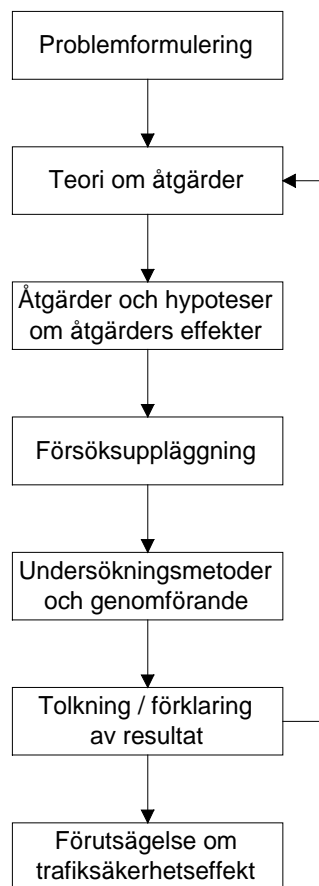 Problemformulering
Teori om åtgärder
Åtgärder och hypoteser
om åtgärders effekter
Försöksuppläggning
Undersökningsmetoder
och genomförande
Tolkning / förklaring
av resultat
Förutsägelse om
trafiksäkerhetseffekt